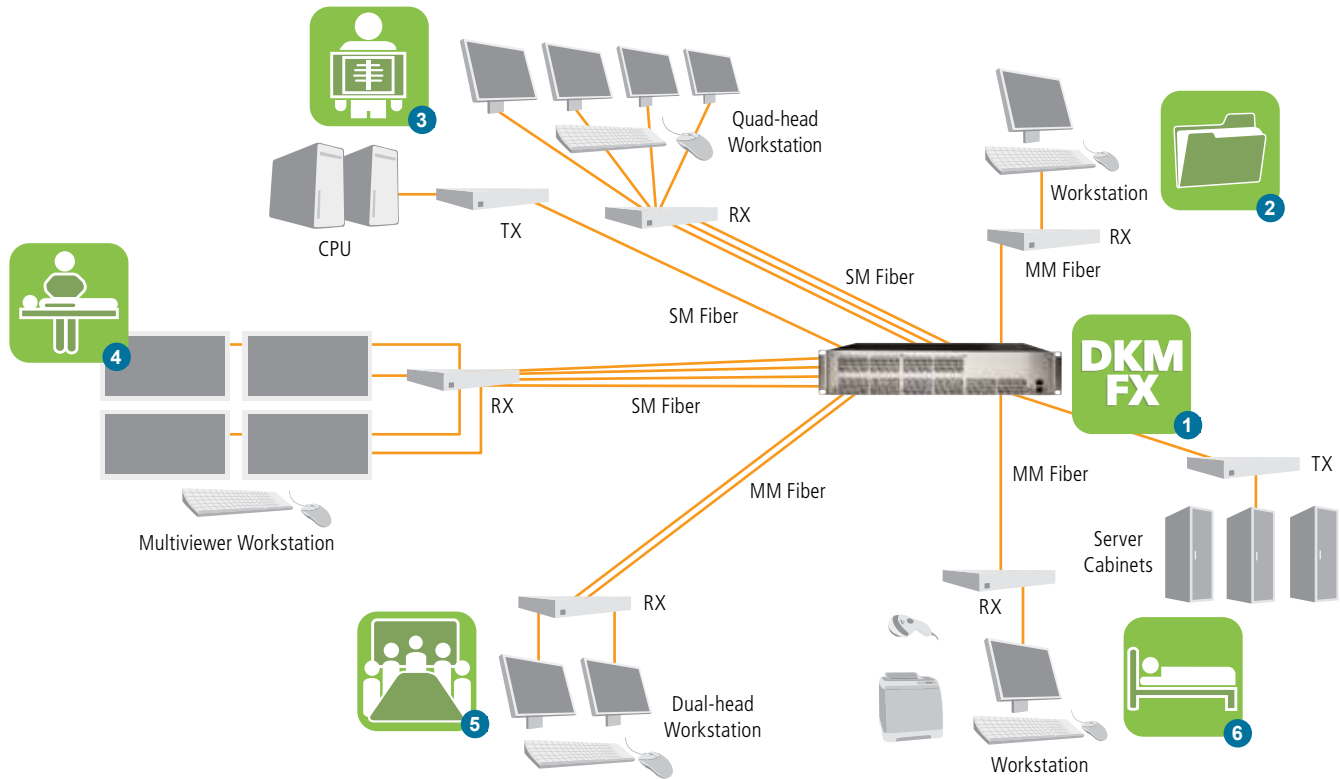 3
Quad-head
Workstation
2
Workstation
CPU
TX
RX
RX
MM Fiber
SM Fiber
SM Fiber
4
DKM
FX
1
RX
SM Fiber
MM Fiber
MM Fiber
TX
Multiviewer Workstation
Server
Cabinets
RX
RX
5
Dual-head
Workstation
6
Workstation